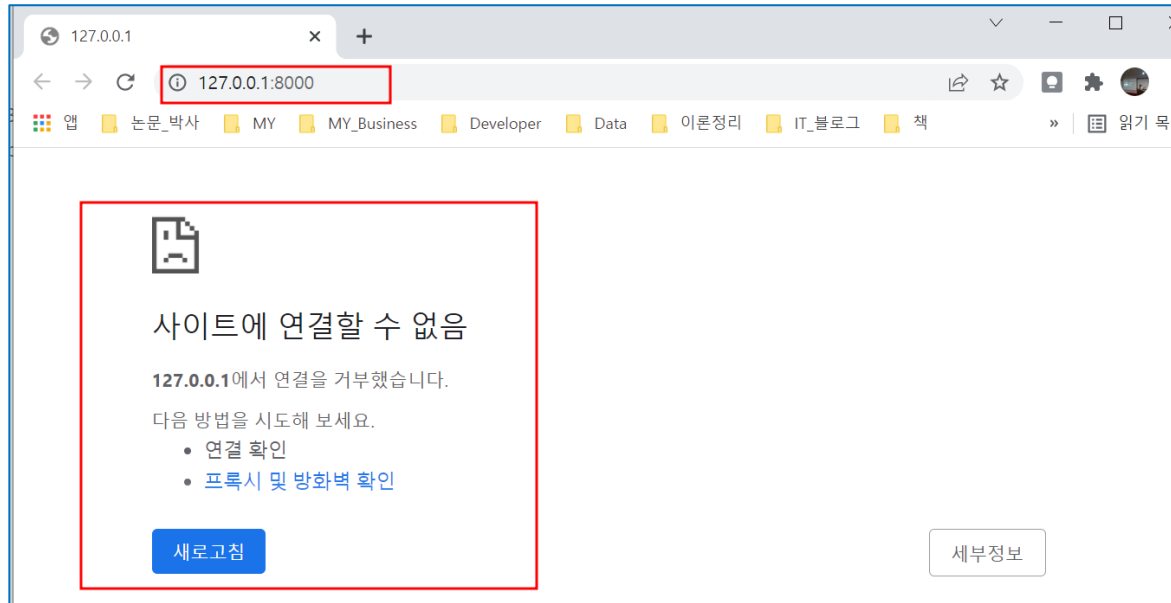 127.0.0.1
127.0.0.1:8000
앱 논문_박사 MY MY_Business Developer Data 이론정리 IT_블로그 책 » 읽기 목
사이트에 연결할 수 없음
127.0.0.1에서 연결을 거부했습니다.
다음 방법을 시도해 보세요.
연결 확인
프록시 및 방화벽 확인
새로고침 세부정보